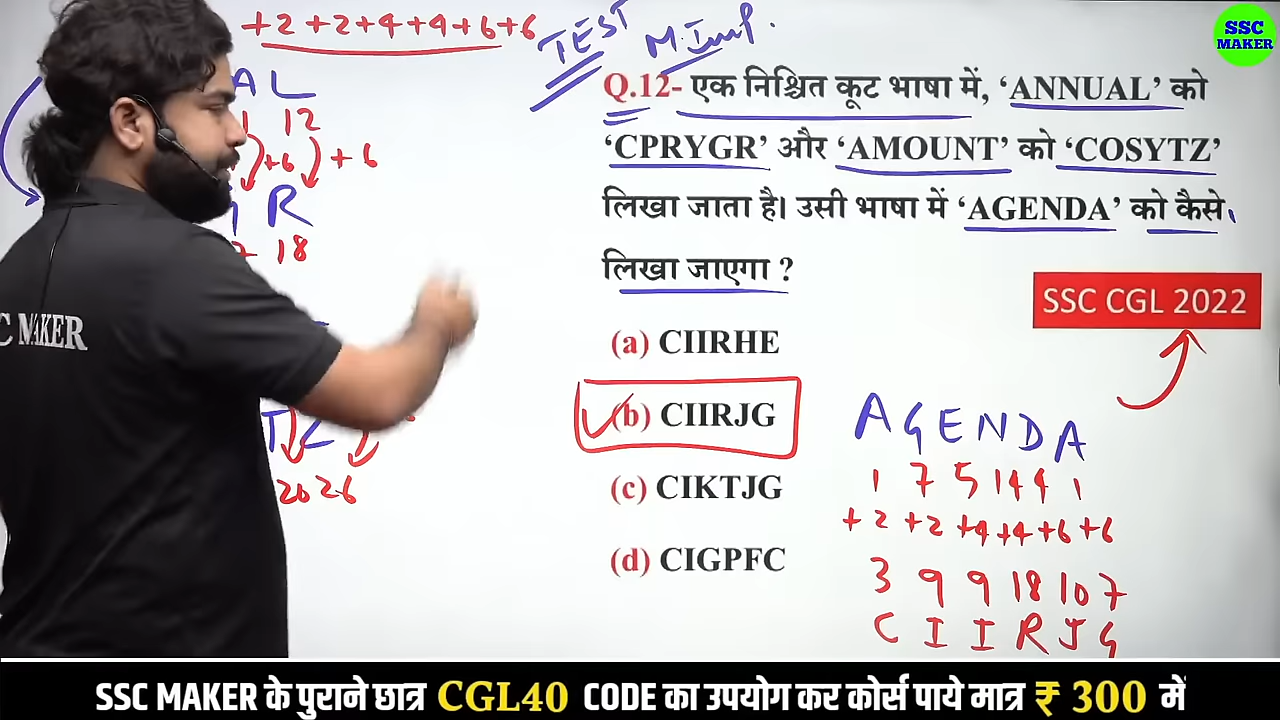 +2 +2 +4 +4 +6 +6
TEST
M. Imp.
SSC
MAKER
A L
1 12
+6 + 6
R
18
Q.12- एक निश्चित कूट भाषा में, ‘ANNUAL’ को
‘CPRYGR’ और ‘AMOUNT’ को ‘COSYTZ’
लिखा जाता है। उसी भाषा में ‘AGENDA’ को कैसे
लिखा जाएगा ?
SSC CGL 2022
(a) CIIRHE
(b) CIIRJG
(c) CIKTJG
(d) CIGPFC
C MAKER
T Z
20 26
A G E N D A
1 7 5 14 4 1
+2 +2 +4 +4 +6 +6
3 9 9 18 10 7
C I I R J G
SSC MAKER के पुराने छात्र CGL40 CODE का उपयोग कर कोर्स पाये मात्र ₹ 300 में